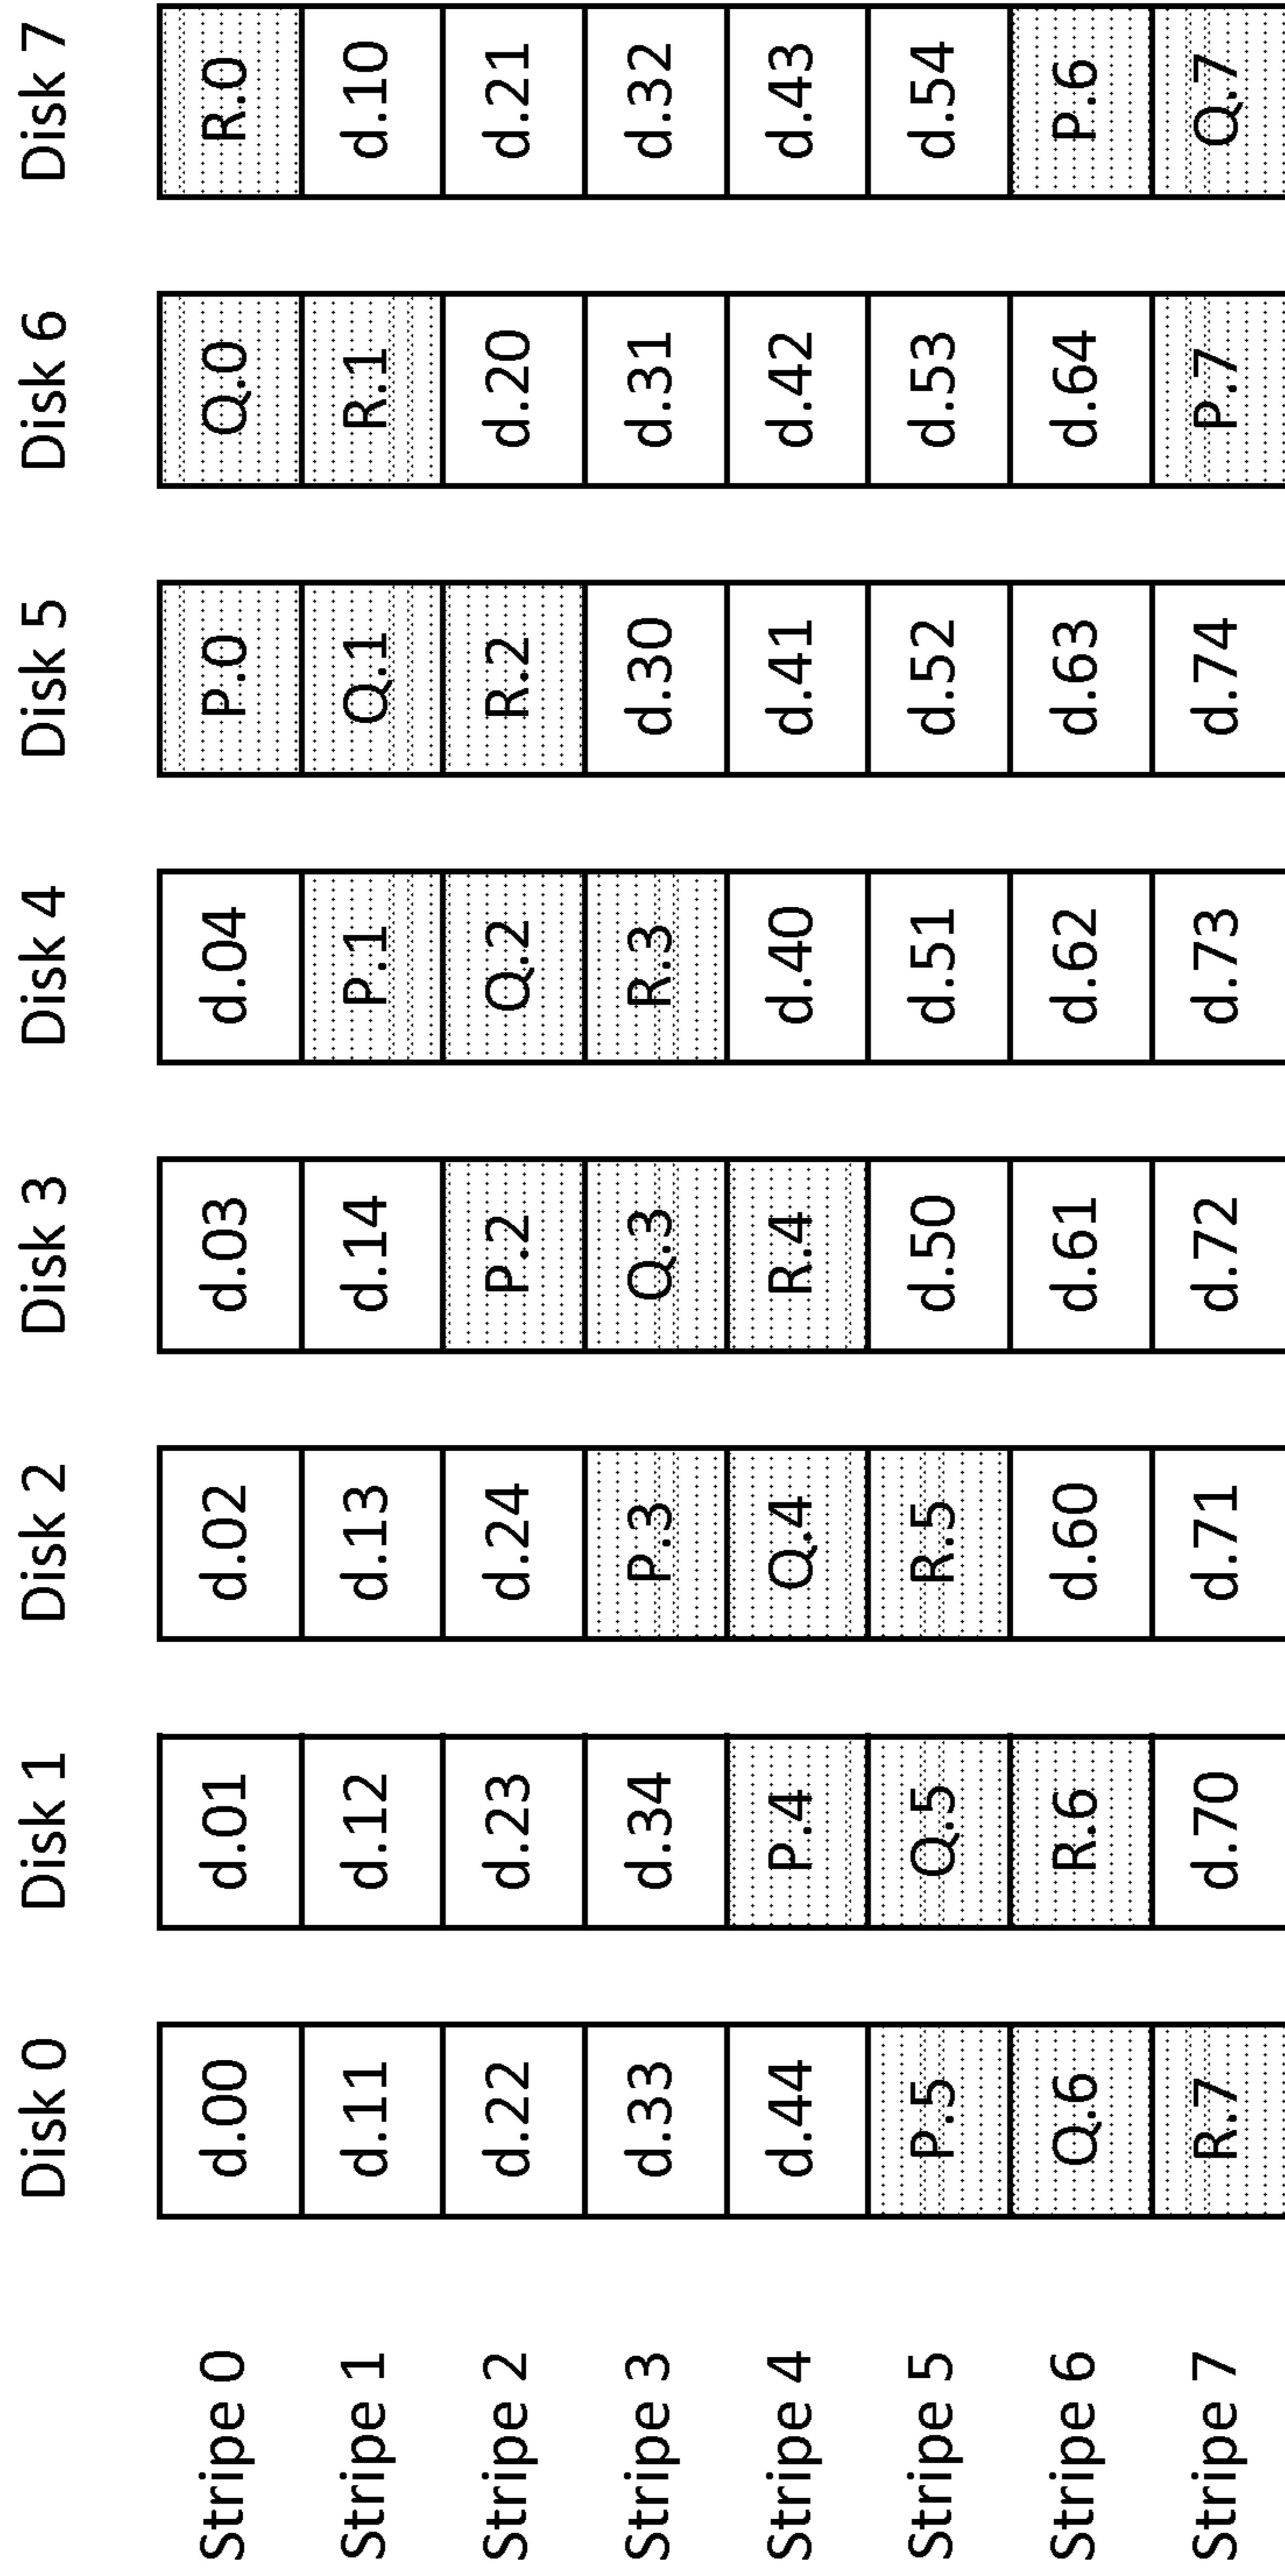 Disk 0 Disk 1 Disk 2 Disk 3 Disk 4 Disk 5 Disk 6 Disk 7
Stripe 0 d.00 d.01 d.02 d.03 d.04 P.0 Q.0 R.0
Stripe 1 d.11 d.12 d.13 d.14 P.1 Q.1 R.1 d.10
Stripe 2 d.22 d.23 d.24 P.2 Q.2 R.2 d.20 d.21
Stripe 3 d.33 d.34 P.3 Q.3 R.3 d.30 d.31 d.32
Stripe 4 d.44 P.4 Q.4 R.4 d.40 d.41 d.42 d.43
Stripe 5 P.5 Q.5 R.5 d.50 d.51 d.52 d.53 d.54
Stripe 6 Q.6 R.6 d.60 d.61 d.62 d.63 d.64 P.6
Stripe 7 R.7 d.70 d.71 d.72 d.73 d.74 P.7 Q.7